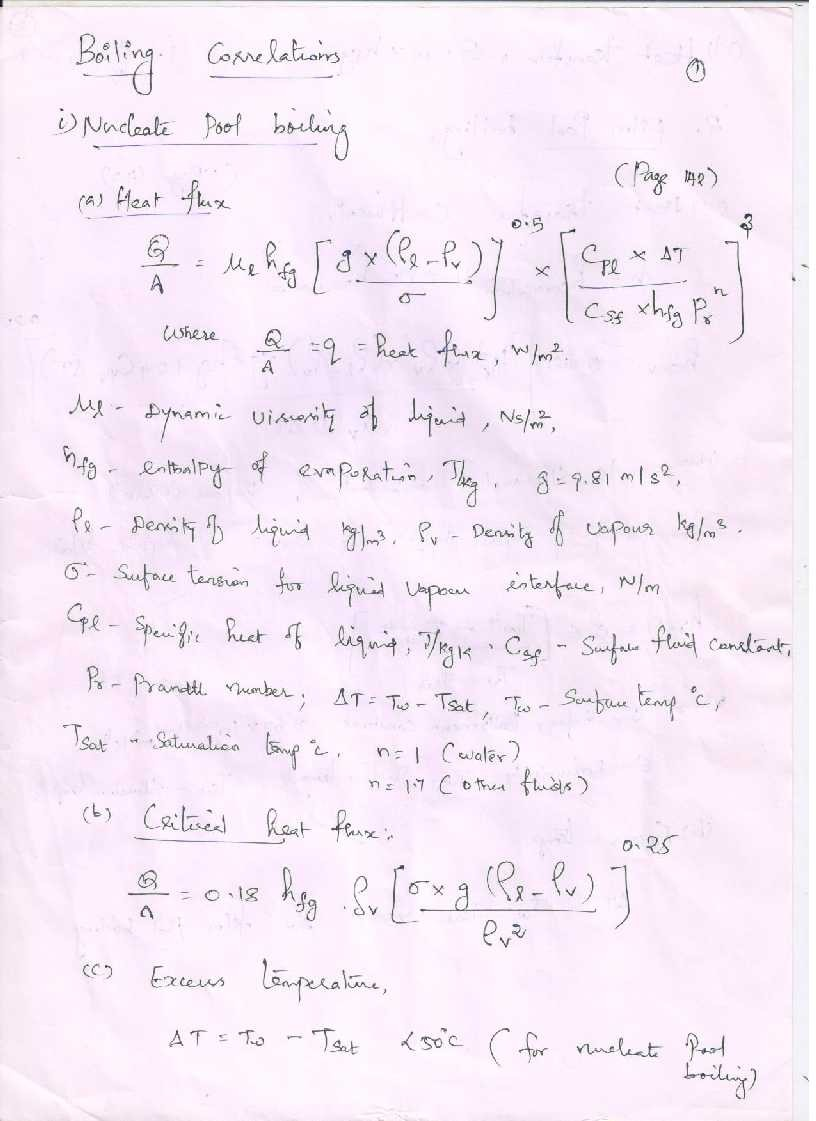 Boiling Correlations
①
i) Nucleate Pool boiling
(Page 142)
(a) Heat flux
Q/A = μl hfg [g × (ρl - ρv) / σ]^0.5 × [Cpl × ΔT / Csf × hfg Pr^n]^3
Where Q/A = q = heat flux, W/m².
μl - Dynamic Viscosity of liquid, Ns/m²,
hfg - enthalpy of evaporation, J/kg, g = 9.81 m/s²,
ρl - Density of liquid kg/m³, ρv - Density of vapour kg/m³.
σ - Surface tension for liquid vapour interface, N/m
Cpl - Specific heat of liquid, J/kgK. Csf - Surface fluid constant,
Pr - Prandtl number; ΔT = Tw - Tsat, Tw - Surface temp °c,
Tsat - Saturation temp °c, n = 1 (water)
n = 1.7 (other fluids)
(b) Critical heat flux:-
Q/A = 0.18 hfg . ρv [σ × g (ρl - ρv) / ρv²]^0.25
(c) Excess temperature,
ΔT = Tw - Tsat < 50°C (for nucleate Pool
boiling)